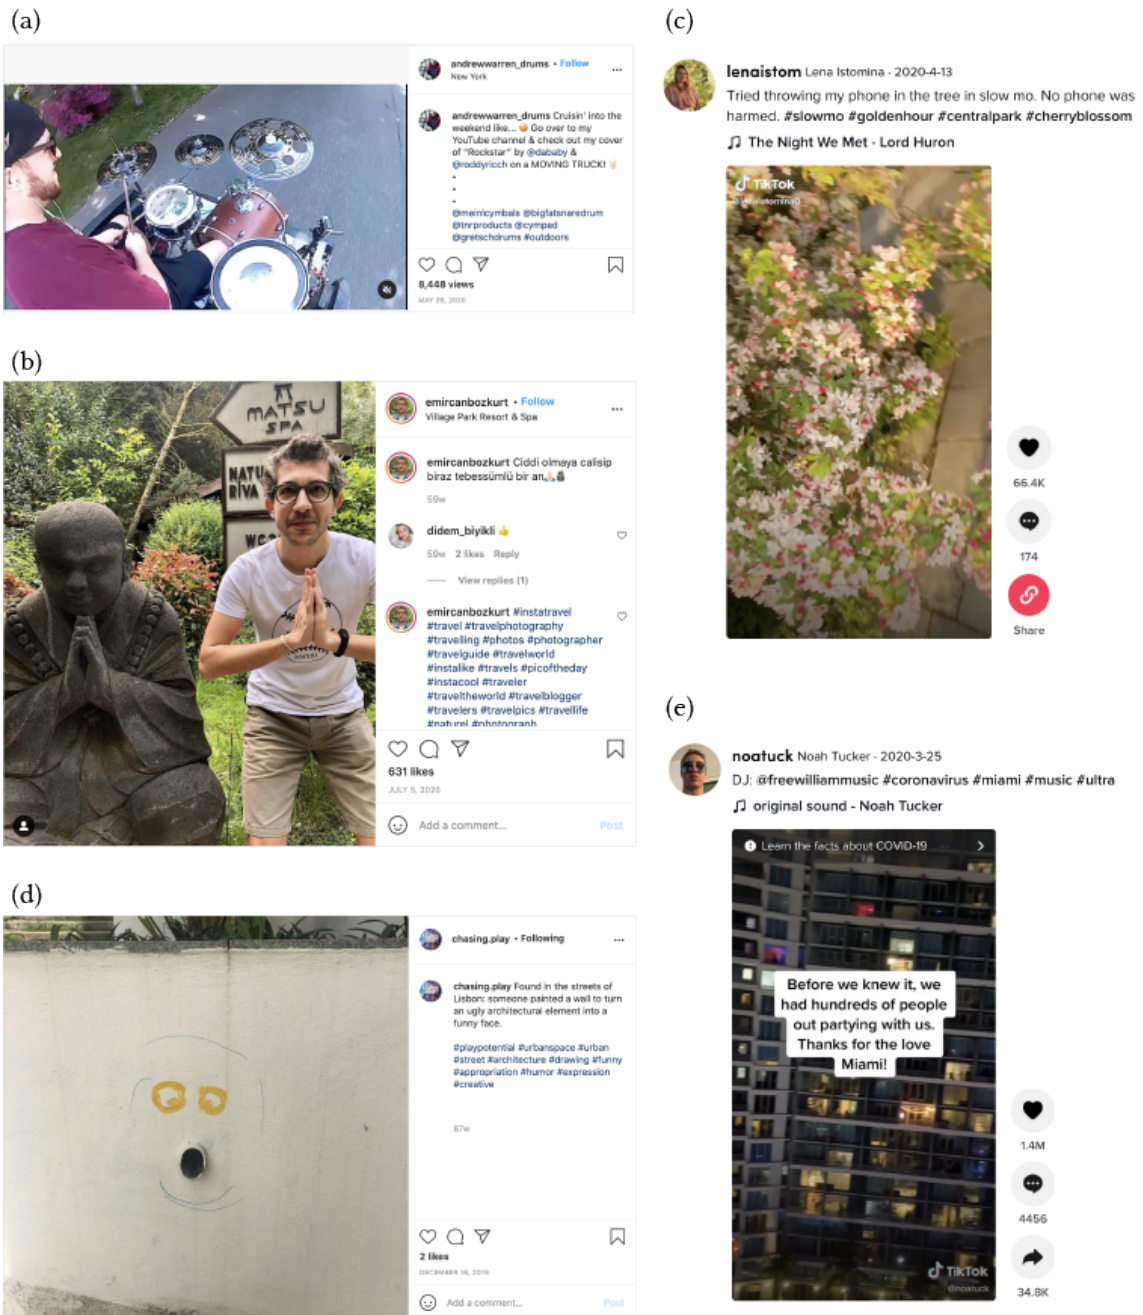 (a)
andrewwarren_drums • Follow
New York
andrewwarren_drums Cruisin' into the
weekend like... 😜 Go over to my
YouTube channel & check out my cover
of "Rockstar" by @dababy &
@roddyricch on a MOVING TRUCK! 🤘🏻
@meinlcymbals @bigfatsnaredrum
@tnrproducts @cympad
@gretschdrums #outdoors
8,448 views
(b)
MATSU
SPA
RİVA
emircanbozkurt • Follow
Village Park Resort & Spa
emircanbozkurt Ciddi olmaya calisip
biraz tebessümlü bir an🙏🏻🗿
59w
didem_biyikli 👍
59w 2 likes Reply
View replies (1)
emircanbozkurt #instatravel
#travel #travelphotography
#travelling #photos #photographer
#travelguide #travelworld
#instalike #travels #picoftheday
#instacool #traveler
#traveltheworld #travelblogger
#travelers #travelpics #travellife
#naturel #photograph
631 likes
JULY 5, 2020
Add a comment...
Post
(d)
chasing.play • Following
chasing.play Found in the streets of
Lisbon: someone painted a wall to turn
an ugly architectural element into a
funny face.
#playpotential #urbanspace #urban
#street #architecture #drawing #funny
#appropriation #humor #expression
#creative
67w
2 likes
DECEMBER 16, 2019
Add a comment...
Post
(c)
lenaistom Lena Istomina - 2020-4-13
Tried throwing my phone in the tree in slow mo. No phone was
harmed. #slowmo #goldenhour #centralpark #cherryblossom
The Night We Met - Lord Huron
TikTok
66.4K
174
Share
(e)
noatuck Noah Tucker - 2020-3-25
DJ: @freewilliammusic #coronavirus #miami #music #ultra
original sound - Noah Tucker
Learn the facts about COVID-19
Before we knew it, we
had hundreds of people
out partying with us.
Thanks for the love
Miami!
TikTok
@noatuck
1.4M
4456
34.8K